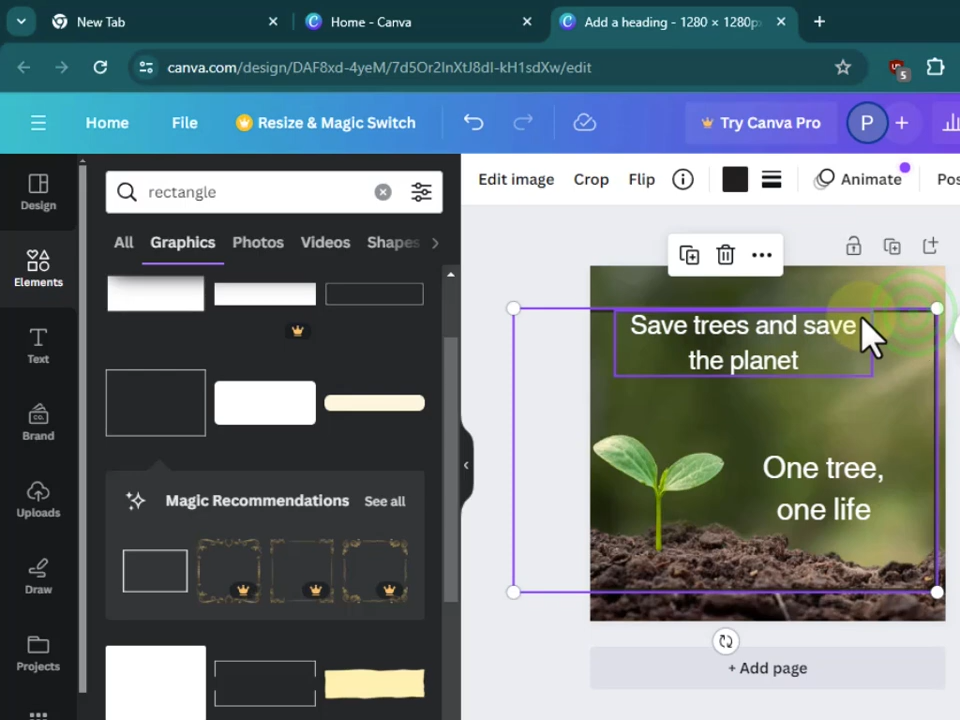 New Tab
Home - Canva
Add a heading - 1280 × 1280p
canva.com/design/DAF8xd-4yeM/7d5Or2InXtJ8dI-kH1sdXw/edit
5
Home
File
Resize & Magic Switch
Try Canva Pro
P
Design
Elements
Text
Brand
Uploads
Draw
Projects
rectangle
All
Graphics
Photos
Videos
Shapes
Magic Recommendations
See all
Edit image
Crop
Flip
Animate
Pos
Save trees and save
the planet
One tree,
one life
+ Add page